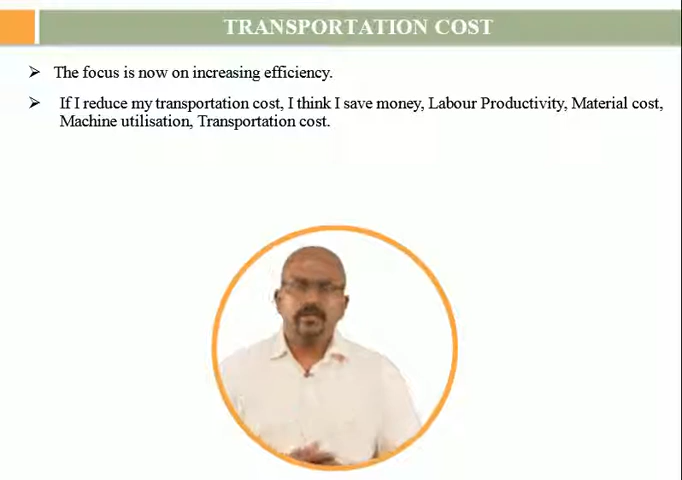 TRANSPORTATION COST
➢ The focus is now on increasing efficiency.
➢ If I reduce my transportation cost, I think I save money, Labour Productivity, Material cost,
Machine utilisation, Transportation cost.